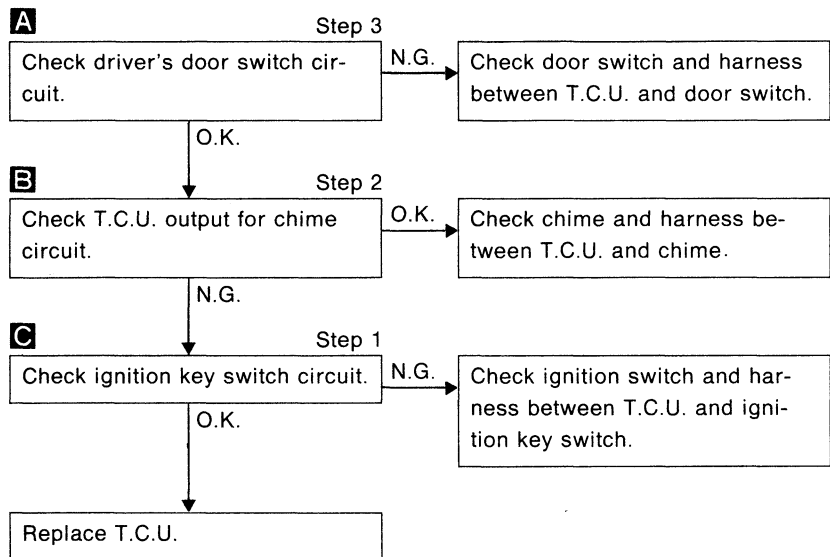 A
Step 3
Check driver's door switch cir-
cuit.
N.G.
Check door switch and harness
between T.C.U. and door switch.
O.K.
B
Step 2
Check T.C.U. output for chime
circuit.
O.K.
Check chime and harness be-
tween T.C.U. and chime.
N.G.
C
Step 1
Check ignition key switch circuit.
N.G.
Check ignition switch and har-
ness between T.C.U. and igni-
tion key switch.
O.K.
Replace T.C.U.